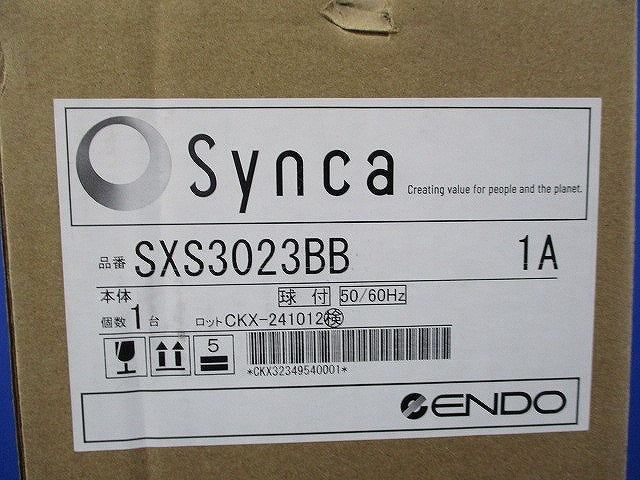 Synca
Creating value for people and the planet.
品番 SXS3023BB 1A
本体 球付 50/60Hz
個数 1 台 ロット CKX-241012 検
5
*CKX32349540001*
ENDO